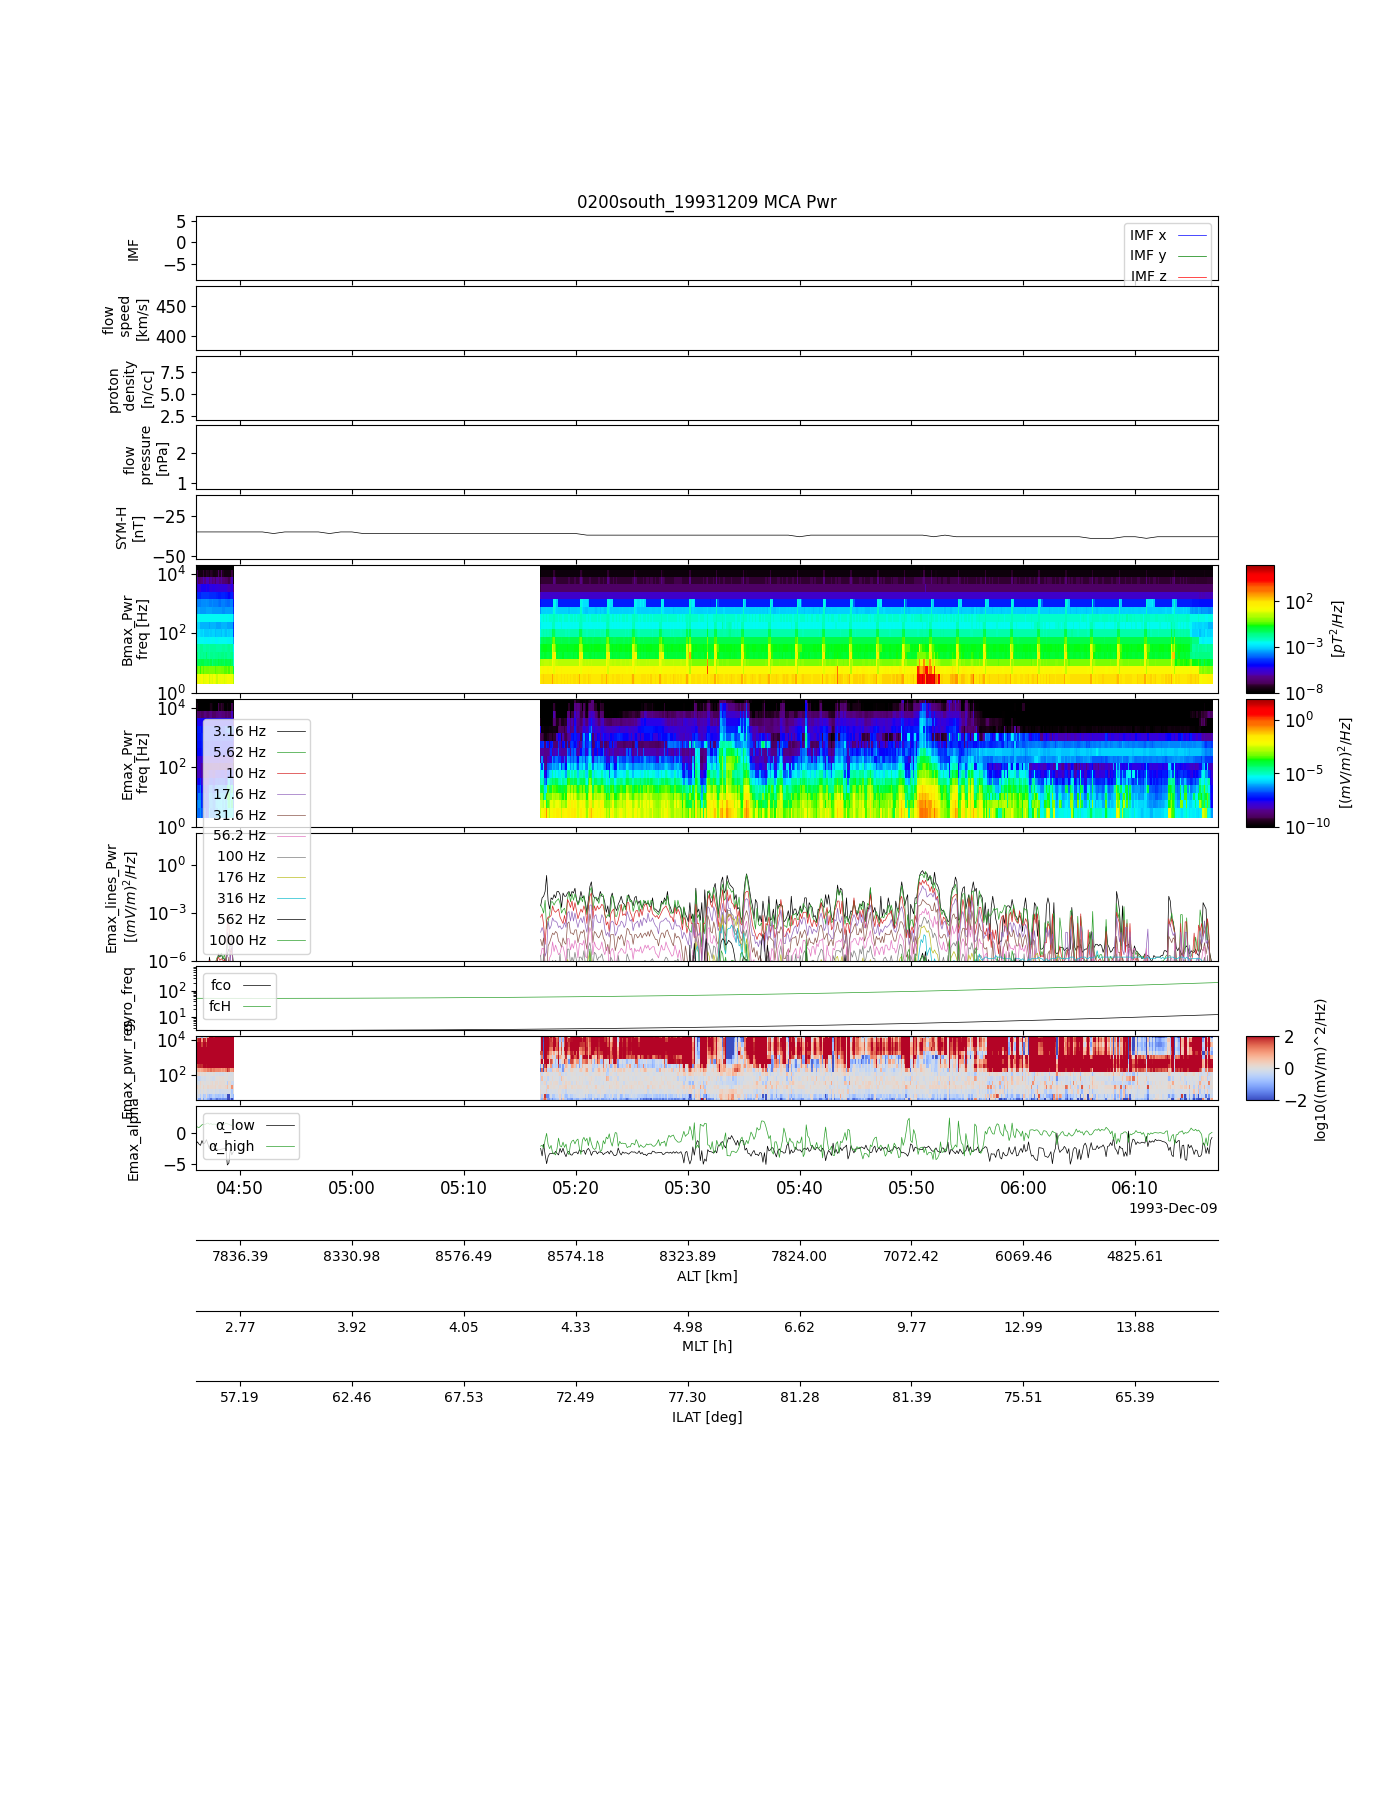 0200south_19931209 MCA Pwr
IMF
5
0
−5
IMF x
IMF y
IMF z
flow
speed
[km/s]
450
400
proton
density
[n/cc]
7.5
5.0
2.5
flow
pressure
[nPa]
2
1
SYM-H
[nT]
−25
−50
Bmax_Pwr
freq [Hz]
10^4
10^2
10^0
10^2
10^−3
10^−8
[pT^2/Hz]
Emax_Pwr
freq [Hz]
10^4
10^2
10^0
10^0
10^−5
10^−10
[(mV/m)^2/Hz]
3.16 Hz
5.62 Hz
10 Hz
17.6 Hz
31.6 Hz
56.2 Hz
100 Hz
176 Hz
316 Hz
562 Hz
1000 Hz
Emax_lines_Pwr
[(mV/m)^2/Hz]
10^0
10^−3
10^−6
gyro_freq
10^2
10^1
fco
fcH
Emax_pwr_reg
10^4
10^2
2
0
−2
log10((mV/m)^2/Hz)
Emax_alpha
0
−5
α_low
α_high
04:50 05:00 05:10 05:20 05:30 05:40 05:50 06:00 06:10
1993-Dec-09
7836.39 8330.98 8576.49 8574.18 8323.89 7824.00 7072.42 6069.46 4825.61
ALT [km]
2.77 3.92 4.05 4.33 4.98 6.62 9.77 12.99 13.88
MLT [h]
57.19 62.46 67.53 72.49 77.30 81.28 81.39 75.51 65.39
ILAT [deg]